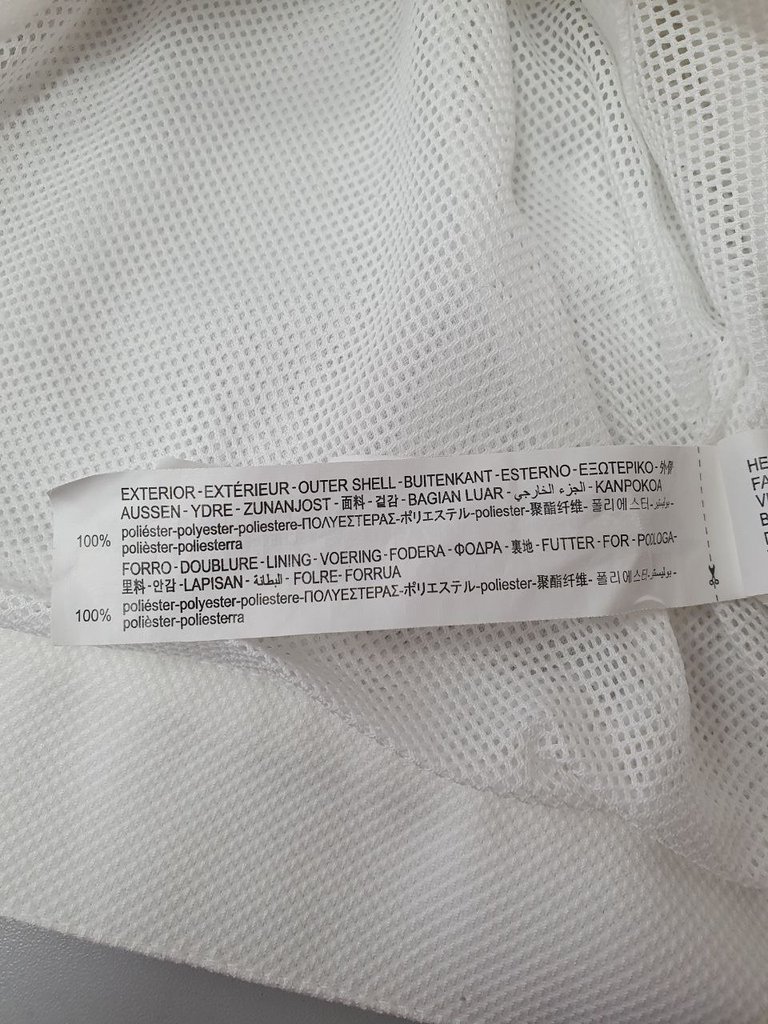 EXTERIOR - EXTÉRIEUR - OUTER SHELL - BUITENKANT - ESTERNO - ΕΞΩΤΕΡΙΚΟ -
AUSSEN - YDRE - ZUNANJOST - 面料 - 겉감 - BAGIAN LUAR - الجزء الخارجي - KANPOKOA
100% poliéster-polyester-poliestere-ΠΟΛΥΕΣΤΕΡΑΣ-ポリエステル-poliester-聚酯纤维- 폴리에스터-بوليستر-
polièster-poliesterra
FORRO - DOUBLURE - LINING - VOERING - FODERA - ΦΟΔΡΑ - 裏地 - FUTTER - FOR - PODLOGA-
里料 - 안감 - LAPISAN - البطانة - FOLRE- FORRUA
100% poliéster-polyester-poliestere-ΠΟΛΥΕΣΤΕΡΑΣ-ポリエステル-poliester-聚酯纤维- 폴리에스터-بوليستر-
polièster-poliesterra
HE
FA